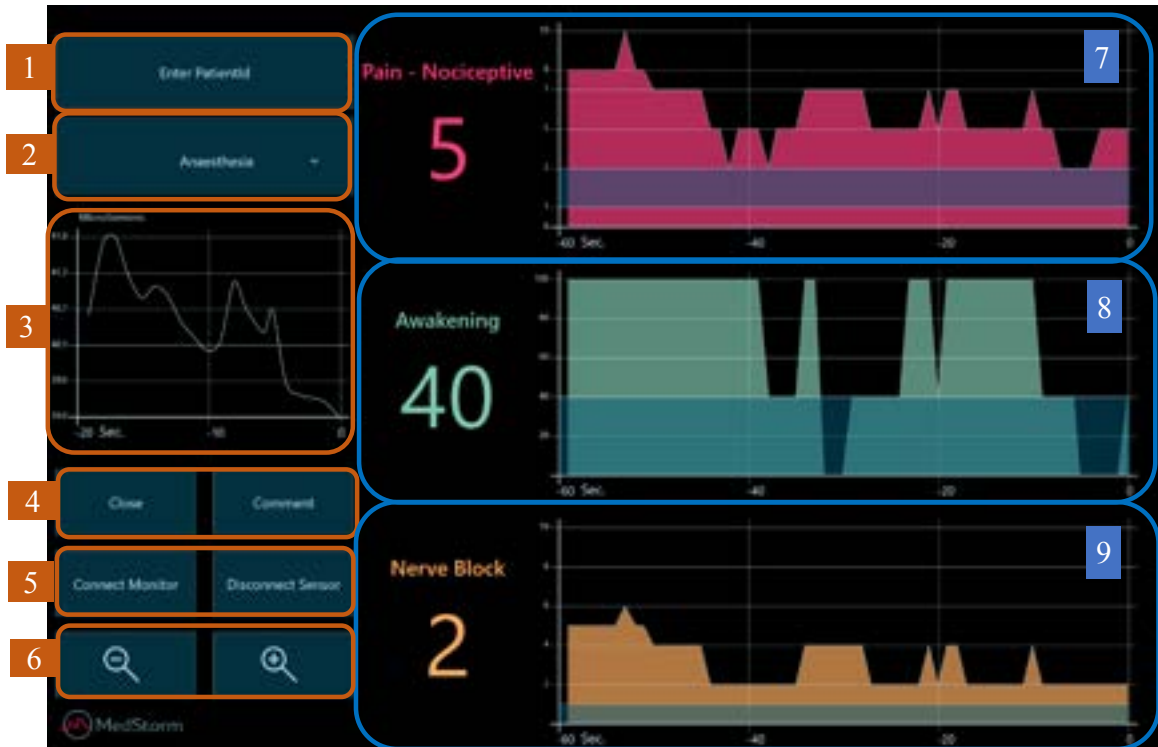 1
Enter PatientId
2
Anaesthesia
3
Microsiemens
-20 Sec.
-10
0
4
Close
Comment
5
Connect Monitor
Disconnect Sensor
6
MedStorm
7
Pain - Nociceptive
5
10
-60 Sec.
-40
-20
0
8
Awakening
40
100
80
60
40
20
-60 Sec.
-40
-20
0
9
Nerve Block
2
10
4
2
-60 Sec.
-40
-20
0